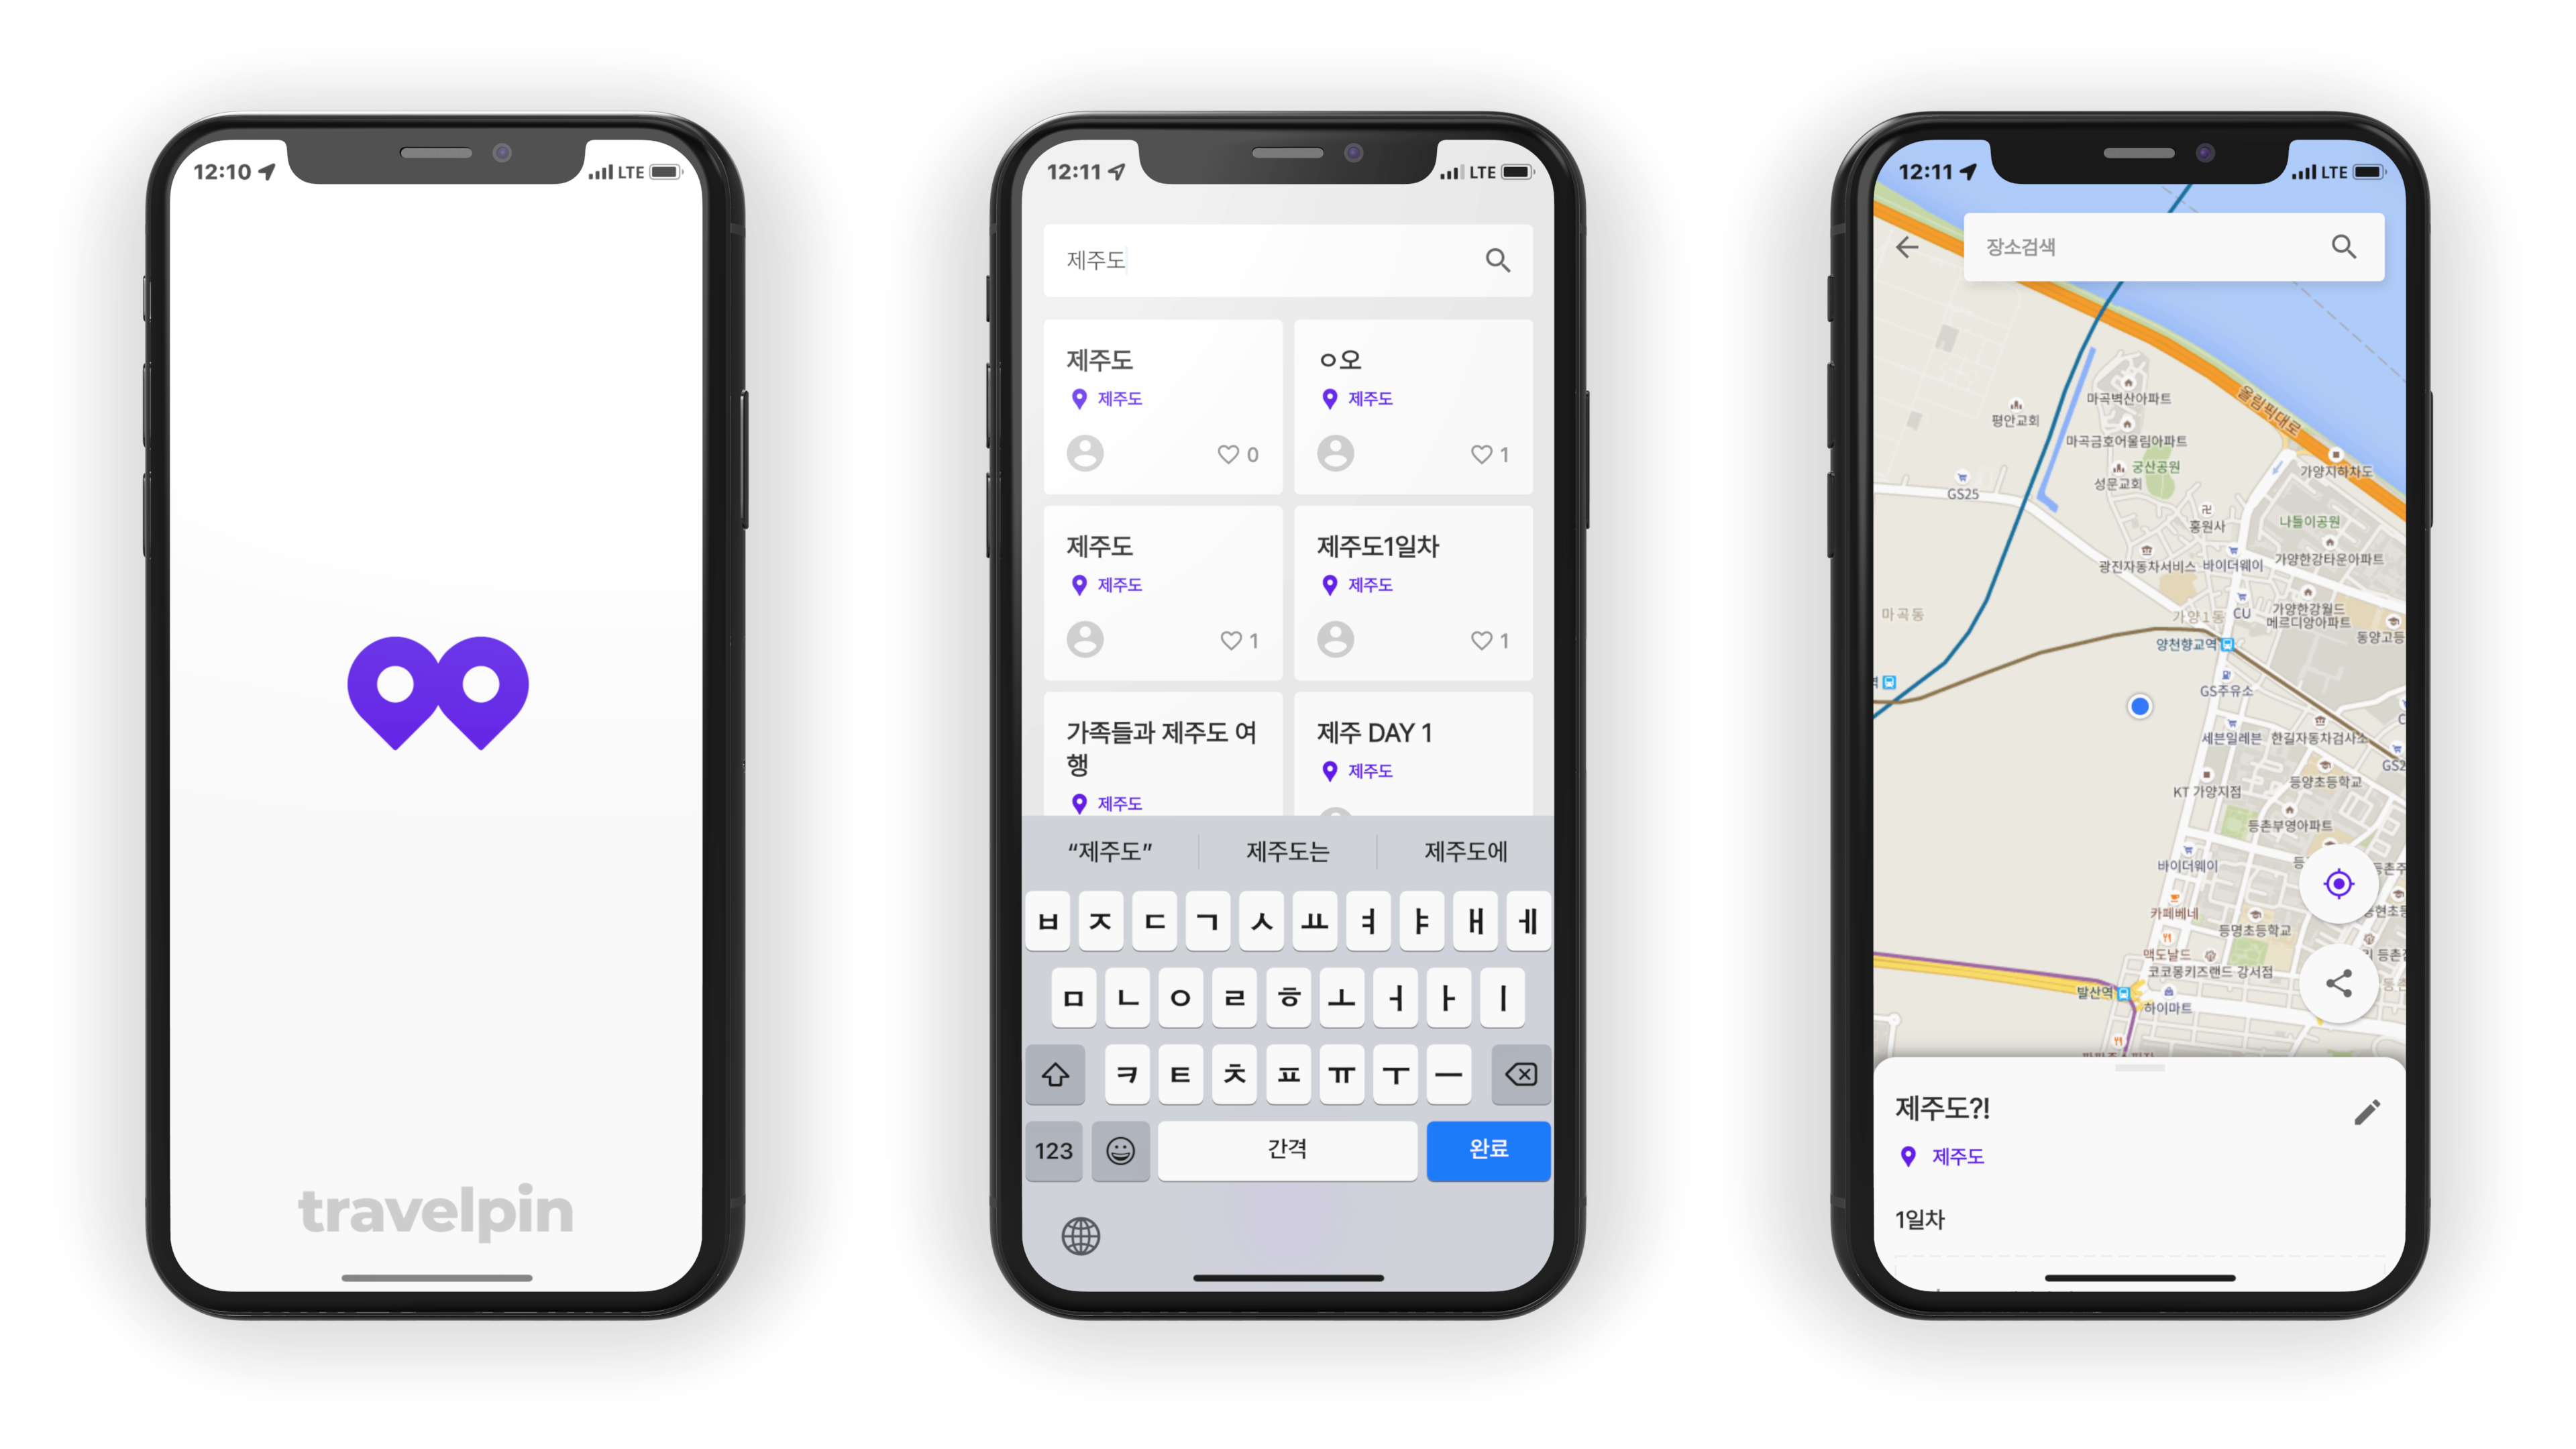 12:10
LTE
travelpin
12:11
LTE
제주도
제주도
제주도
0
ㅇ오
제주도
1
제주도
제주도
1
제주도1일차
제주도
1
가족들과 제주도 여
행
제주도
제주 DAY 1
제주도
“제주도”
제주도는
제주도에
ㅂ ㅈ ㄷ ㄱ ㅅ ㅛ ㅕ ㅑ ㅐ ㅔ
ㅁ ㄴ ㅇ ㄹ ㅎ ㅗ ㅓ ㅏ ㅣ
ㅋ ㅌ ㅊ ㅍ ㅠ ㅜ ㅡ
123
간격
완료
12:11
LTE
장소검색
올림픽대로
마곡벽산아파트
평안교회
마곡금호어울림아파트
궁산공원
성문교회
가양지하차도
GS25
홍원사
나들이공원
광진자동차서비스
바이더웨이
가양한강타운아파트
마곡동
가양1동
CU
가양한강월드
메르디앙아파트
동양고등
양천향교역
GS주유소
세븐일레븐
한길자동차검사소
GS2
등양초등학교
KT 가양지점
등촌부영아파트
바이더웨이
카페베네
등명초등학교
맥도날드
코코몽키즈랜드 강서점
발산역
하이마트
제주도?!
제주도
1일차